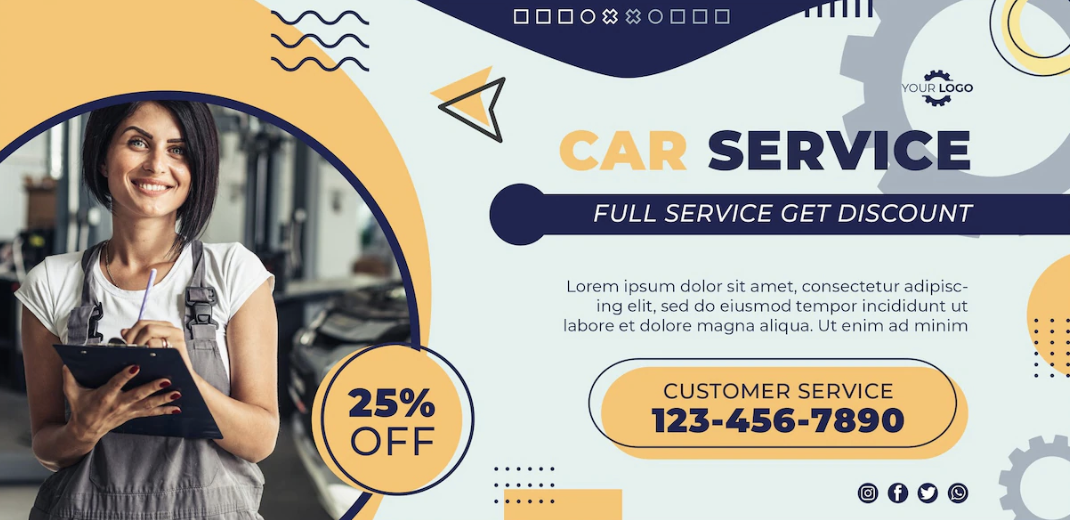 YOUR LOGO
CAR SERVICE
FULL SERVICE GET DISCOUNT
Lorem ipsum dolor sit amet, consectetur adipisc-
ing elit, sed do eiusmod tempor incididunt ut
labore et dolore magna aliqua. Ut enim ad minim
25%
OFF
CUSTOMER SERVICE
123-456-7890